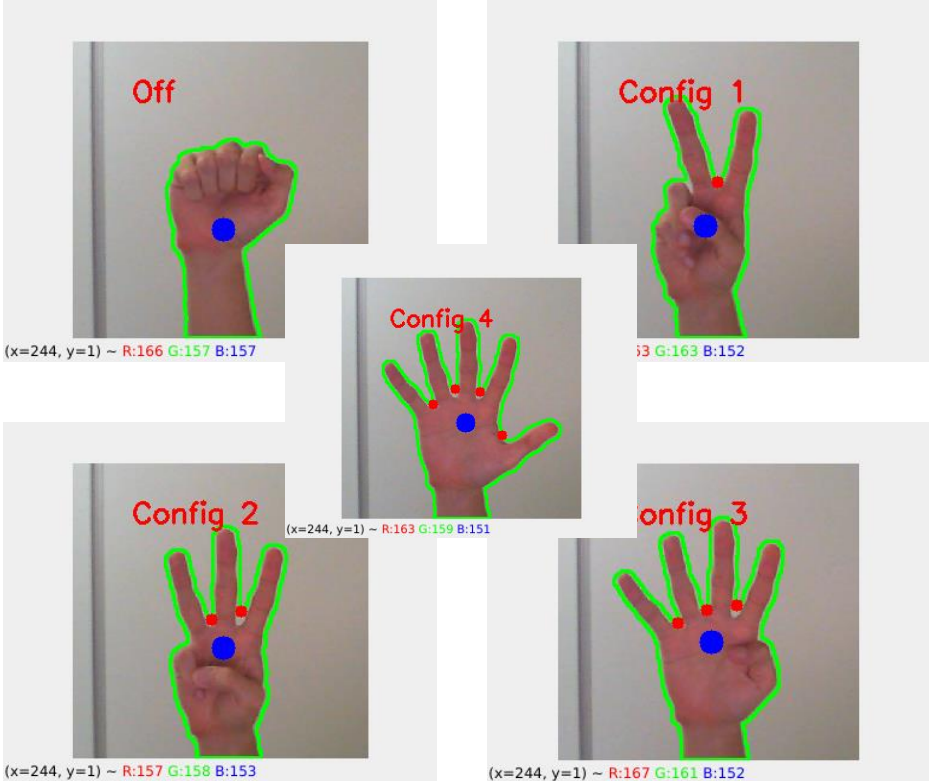 Off
(x=244, y=1) ~ R:166 G:157 B:157
Config 1
63 G:163 B:152
Config 4
(x=244, y=1) ~ R:163 G:159 B:151
Config 2
(x=244, y=1) ~ R:157 G:158 B:153
onfig 3
(x=244, y=1) ~ R:167 G:161 B:152